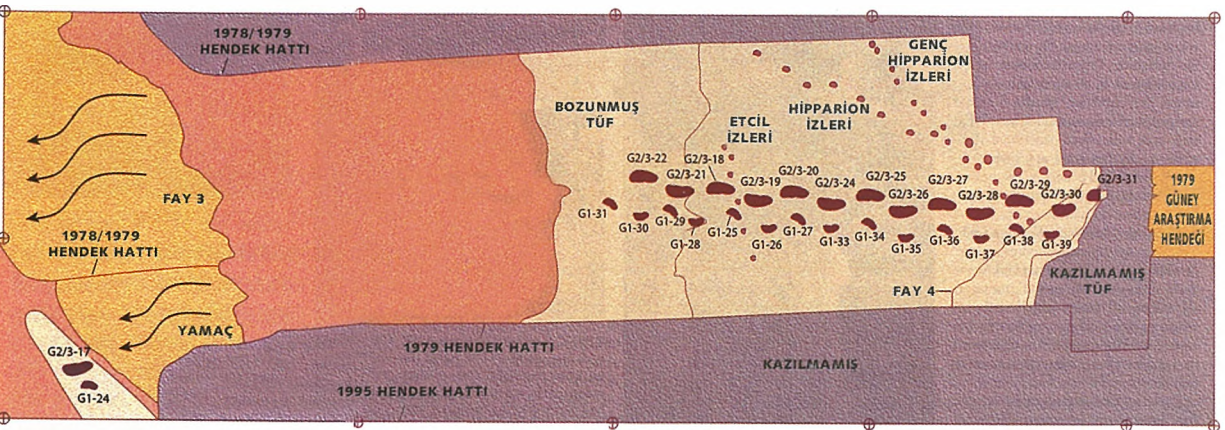 1978/1979
HENDEK HATTI
GENÇ
HİPPARİON
İZLERİ
BOZUNMUŞ
TÜF
ETCİL
İZLERİ
HİPPARİON
İZLERİ
G2/3-22
G2/3-21
G2/3-18
G2/3-19
G2/3-20
G2/3-24
G2/3-25
G2/3-26
G2/3-27
G2/3-28
G2/3-29
G2/3-30
G2/3-31
1979
GÜNEY
ARAŞTIRMA
HENDEĞİ
FAY 3
G1-31
G1-30
G1-29
G1-28
G1-25
G1-26
G1-27
G1-33
G1-34
G1-35
G1-36
G1-37
G1-38
G1-39
1978/1979
HENDEK HATTI
KAZILMAMIŞ
TÜF
FAY 4
YAMAÇ
1979 HENDEK HATTI
G2/3-17
G1-24
KAZILMAMIŞ
1995 HENDEK HATTI